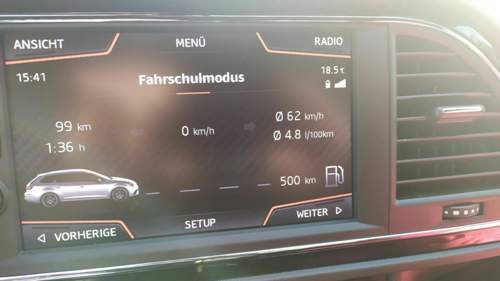 ANSICHT MENÜ RADIO
15:41 18.5°C
Fahrschulmodus
99 km 0 km/h Ø 62 km/h
1:36 h Ø 4.8 l/100km
500 km
VORHERIGE SETUP WEITER